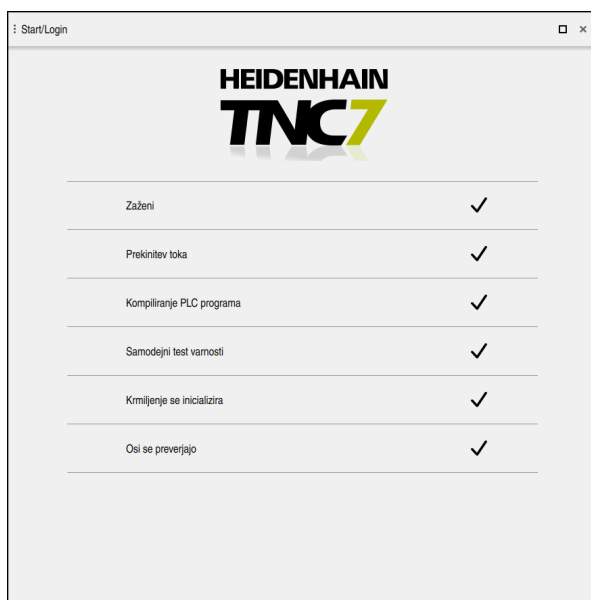 Start/Login
HEIDENHAIN
TNC7
Zaženi
Prekinitev toka
Kompiliranje PLC programa
Samodejni test varnosti
Krmiljenje se inicializira
Osi se preverjajo